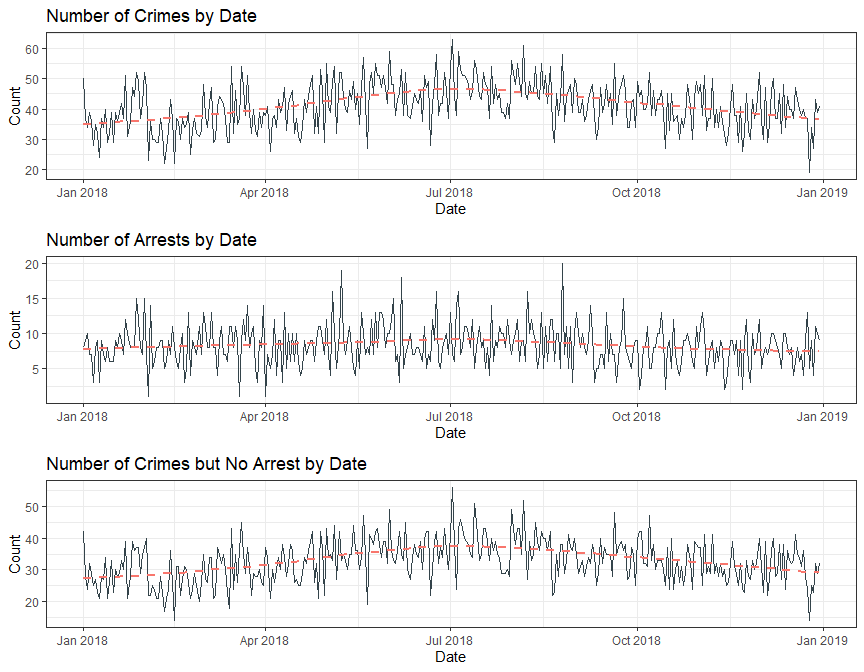 Number of Crimes by Date
Count
60
50
40
30
20
Jan 2018 Apr 2018 Jul 2018 Oct 2018 Jan 2019
Date
Number of Arrests by Date
Count
20
15
10
5
Jan 2018 Apr 2018 Jul 2018 Oct 2018 Jan 2019
Date
Number of Crimes but No Arrest by Date
Count
50
40
30
20
Jan 2018 Apr 2018 Jul 2018 Oct 2018 Jan 2019
Date